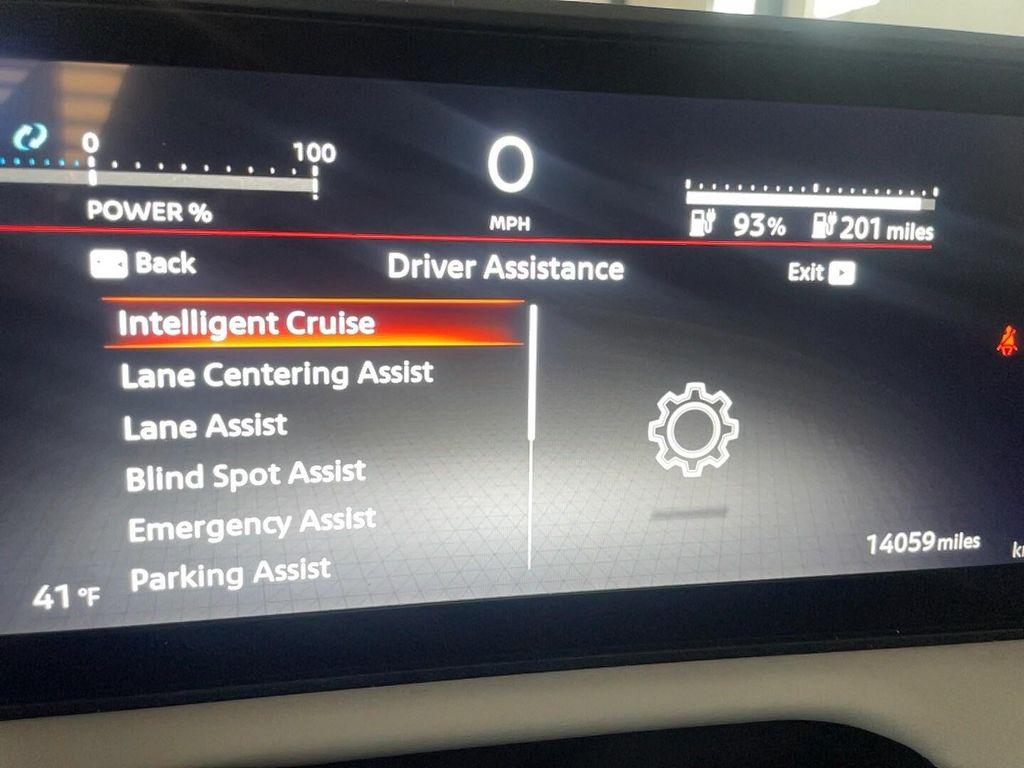 0 100 0
POWER % MPH 93% 201 miles
Back Driver Assistance Exit
Intelligent Cruise
Lane Centering Assist
Lane Assist
Blind Spot Assist
Emergency Assist
Parking Assist
14059 miles
41 °F